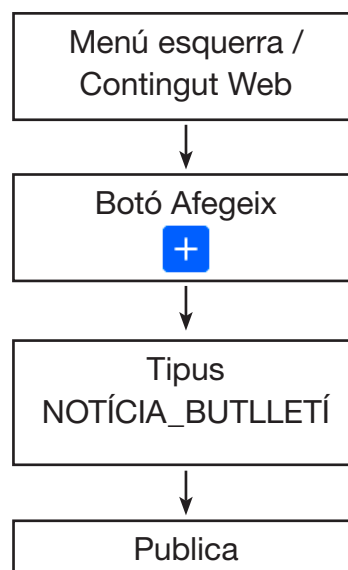 Menú esquerra /
Contingut Web
Botó Afegeix
+
Tipus
NOTÍCIA_BUTLLETÍ
Publica